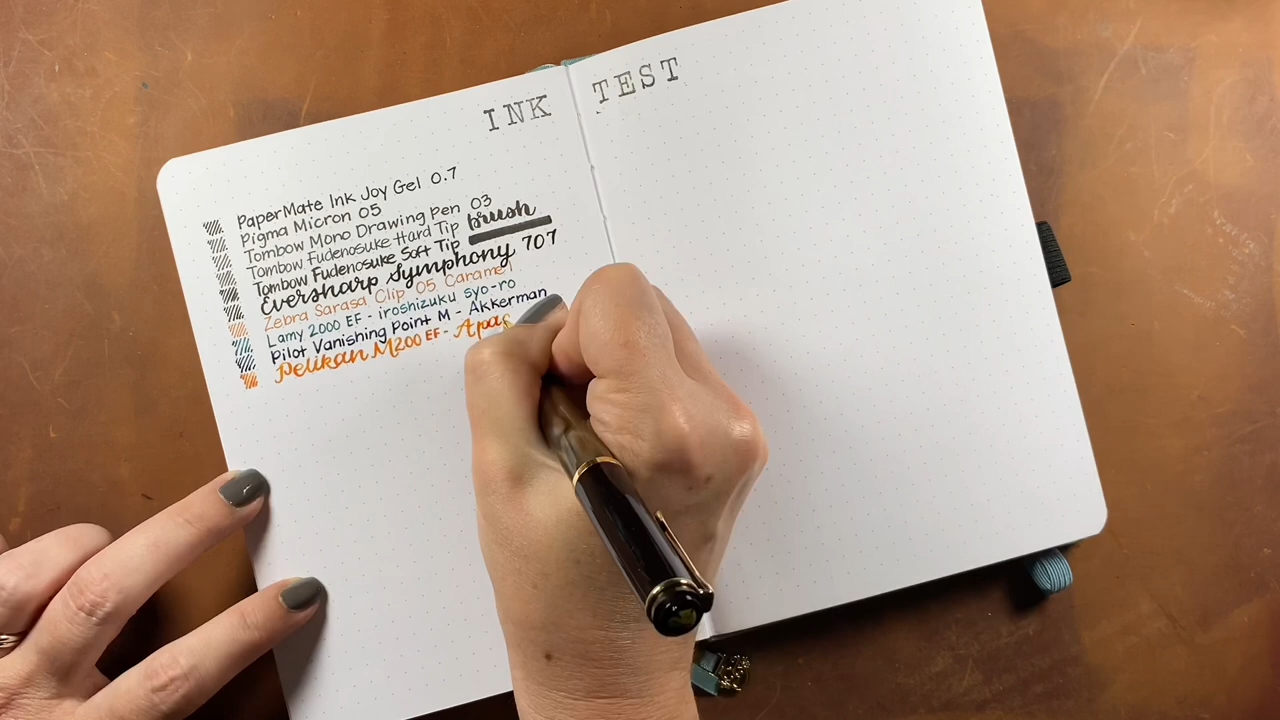 INK TEST
PaperMate Ink Joy Gel 0.7
Pigma Micron 05
Tombow Mono Drawing Pen 03
Tombow Fudenosuke Hard Tip brush
Tombow Fudenosuke Soft Tip
Eversharp Symphony 707
Zebra Sarasa Clip 05 Caramel
Lamy 2000 EF - iroshizuku syo-ro
Pilot Vanishing Point M - Akkerman
Pelikan M200 EF -